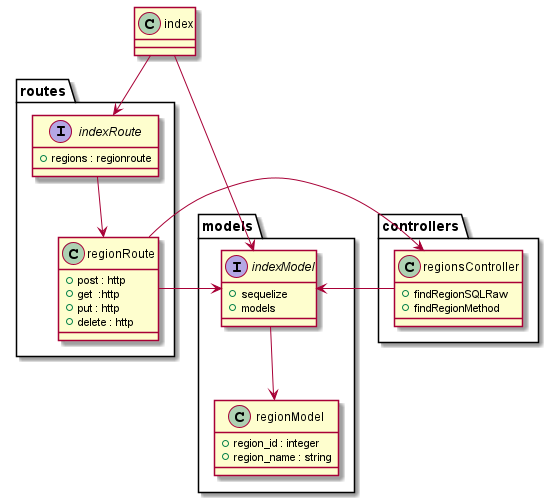 C index
routes
I indexRoute
regions : regionroute
C regionRoute
post : http
get :http
put : http
delete : http
models
I indexModel
sequelize
models
C regionModel
region_id : integer
region_name : string
controllers
C regionsController
findRegionSQLRaw
findRegionMethod